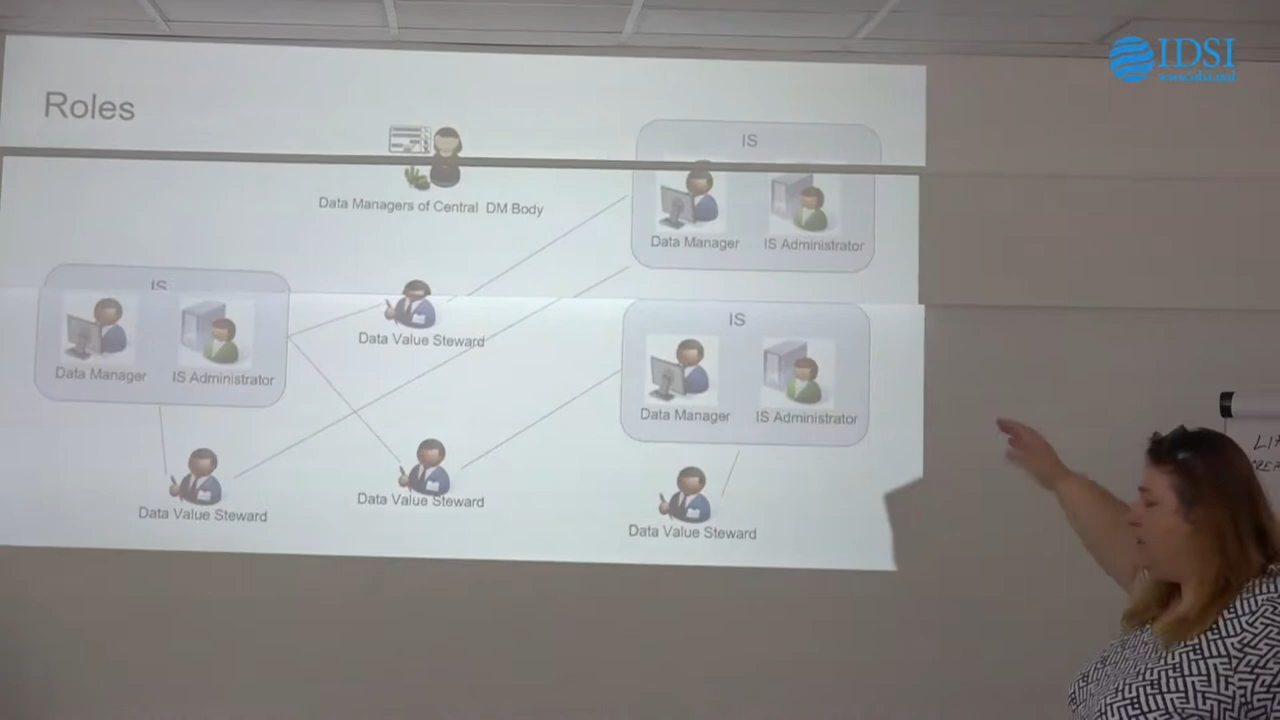 IDSI
www.idsi.md
Roles
IS
Data Managers of Central DM Body
Data Manager
IS Administrator
IS
Data Value Steward
IS
Data Manager
IS Administrator
Data Manager
IS Administrator
Data Value Steward
Data Value Steward
Data Value Steward